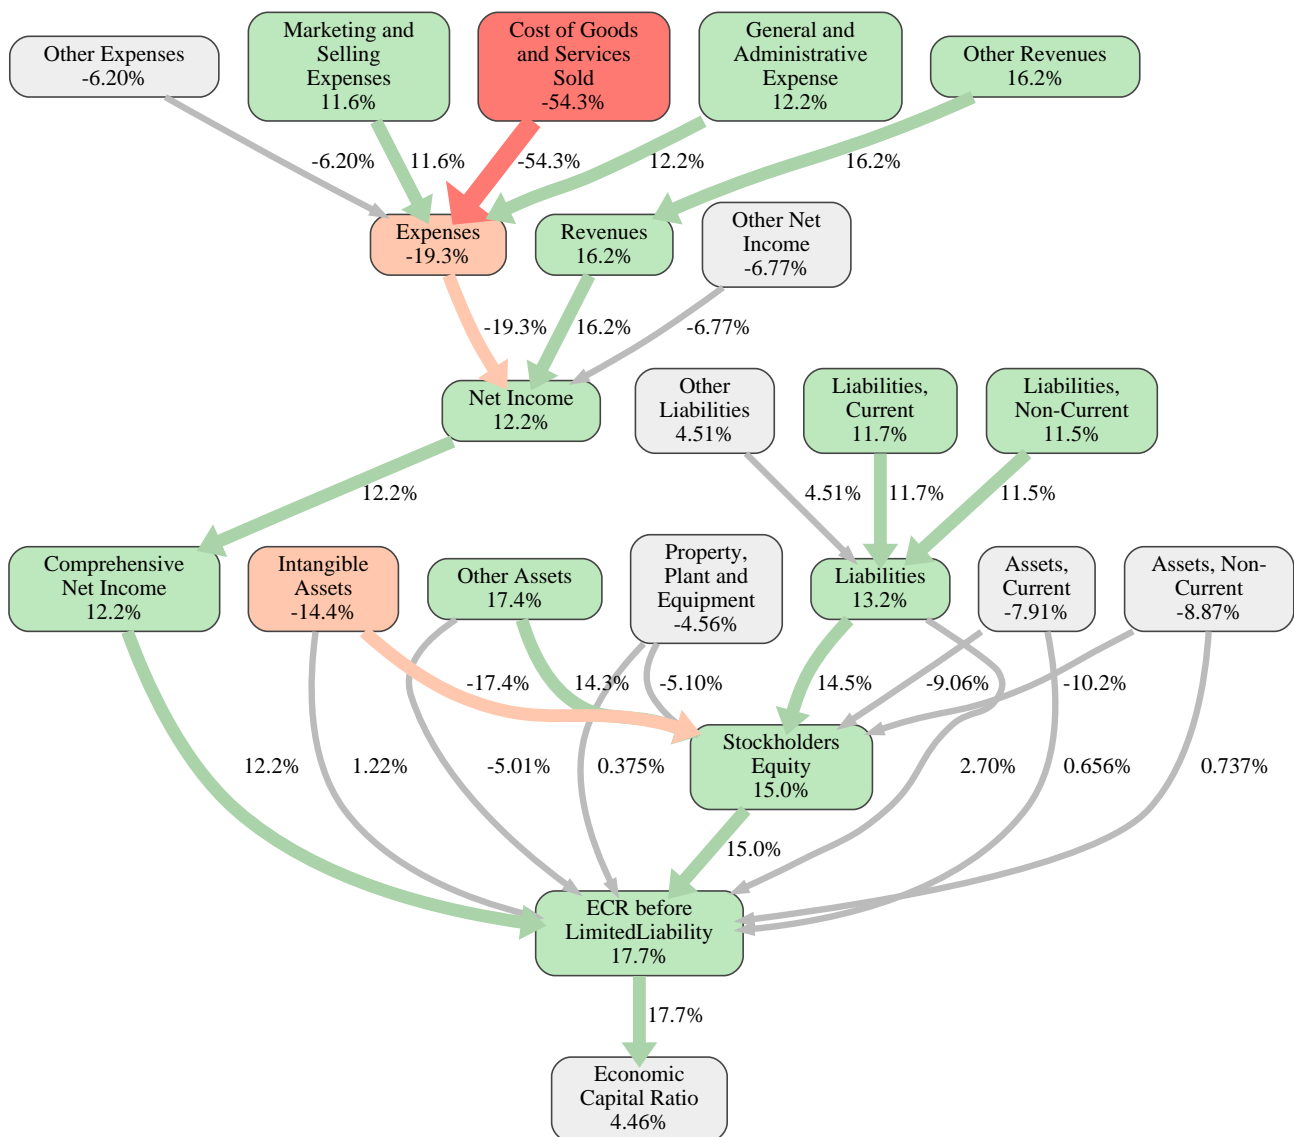 Other Expenses
-6.20%
Marketing and
Selling
Expenses
11.6%
Cost of Goods
and Services
Sold
-54.3%
General and
Administrative
Expense
12.2%
Other Revenues
16.2%
-6.20%
11.6%
-54.3%
12.2%
16.2%
Expenses
-19.3%
Revenues
16.2%
Other Net
Income
-6.77%
-19.3%
16.2%
-6.77%
Net Income
12.2%
Other
Liabilities
4.51%
Liabilities,
Current
11.7%
Liabilities,
Non-Current
11.5%
12.2%
4.51%
11.7%
11.5%
Comprehensive
Net Income
12.2%
Intangible
Assets
-14.4%
Other Assets
17.4%
Property,
Plant and
Equipment
-4.56%
Liabilities
13.2%
Assets,
Current
-7.91%
Assets, Non-
Current
-8.87%
-17.4%
14.3%
-5.10%
14.5%
-9.06%
-10.2%
Stockholders
Equity
15.0%
12.2%
1.22%
-5.01%
0.375%
2.70%
0.656%
0.737%
15.0%
ECR before
LimitedLiability
17.7%
17.7%
Economic
Capital Ratio
4.46%